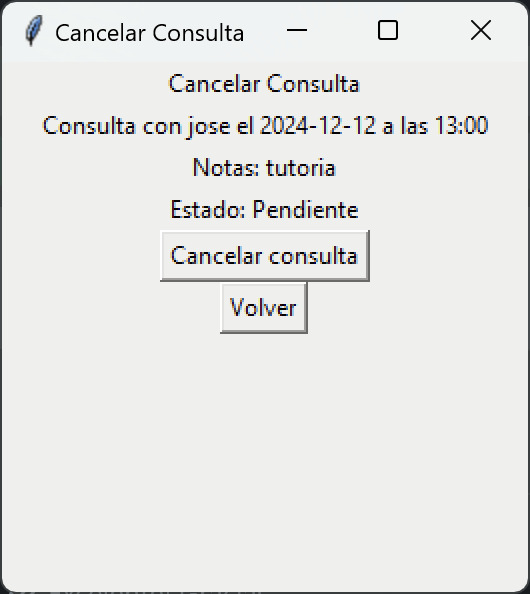 Cancelar Consulta
Cancelar Consulta
Consulta con jose el 2024-12-12 a las 13:00
Notas: tutoria
Estado: Pendiente
Cancelar consulta
Volver